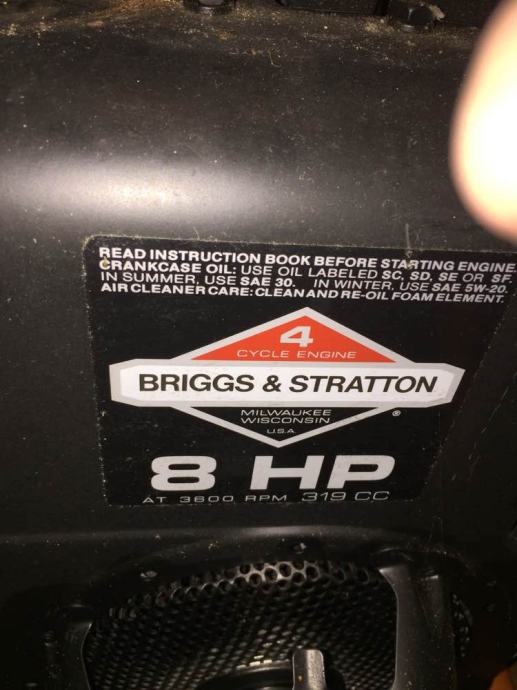 READ INSTRUCTION BOOK BEFORE STARTING ENGINE.
CRANKCASE OIL: USE OIL LABELED SC, SD, SE OR SF.
IN SUMMER, USE SAE 30. IN WINTER, USE SAE 5W-20.
AIR CLEANER CARE: CLEAN AND RE-OIL FOAM ELEMENT.
4
CYCLE ENGINE
BRIGGS & STRATTON
MILWAUKEE
WISCONSIN ®
U.S.A.
8 HP
AT 3600 RPM 319 CC